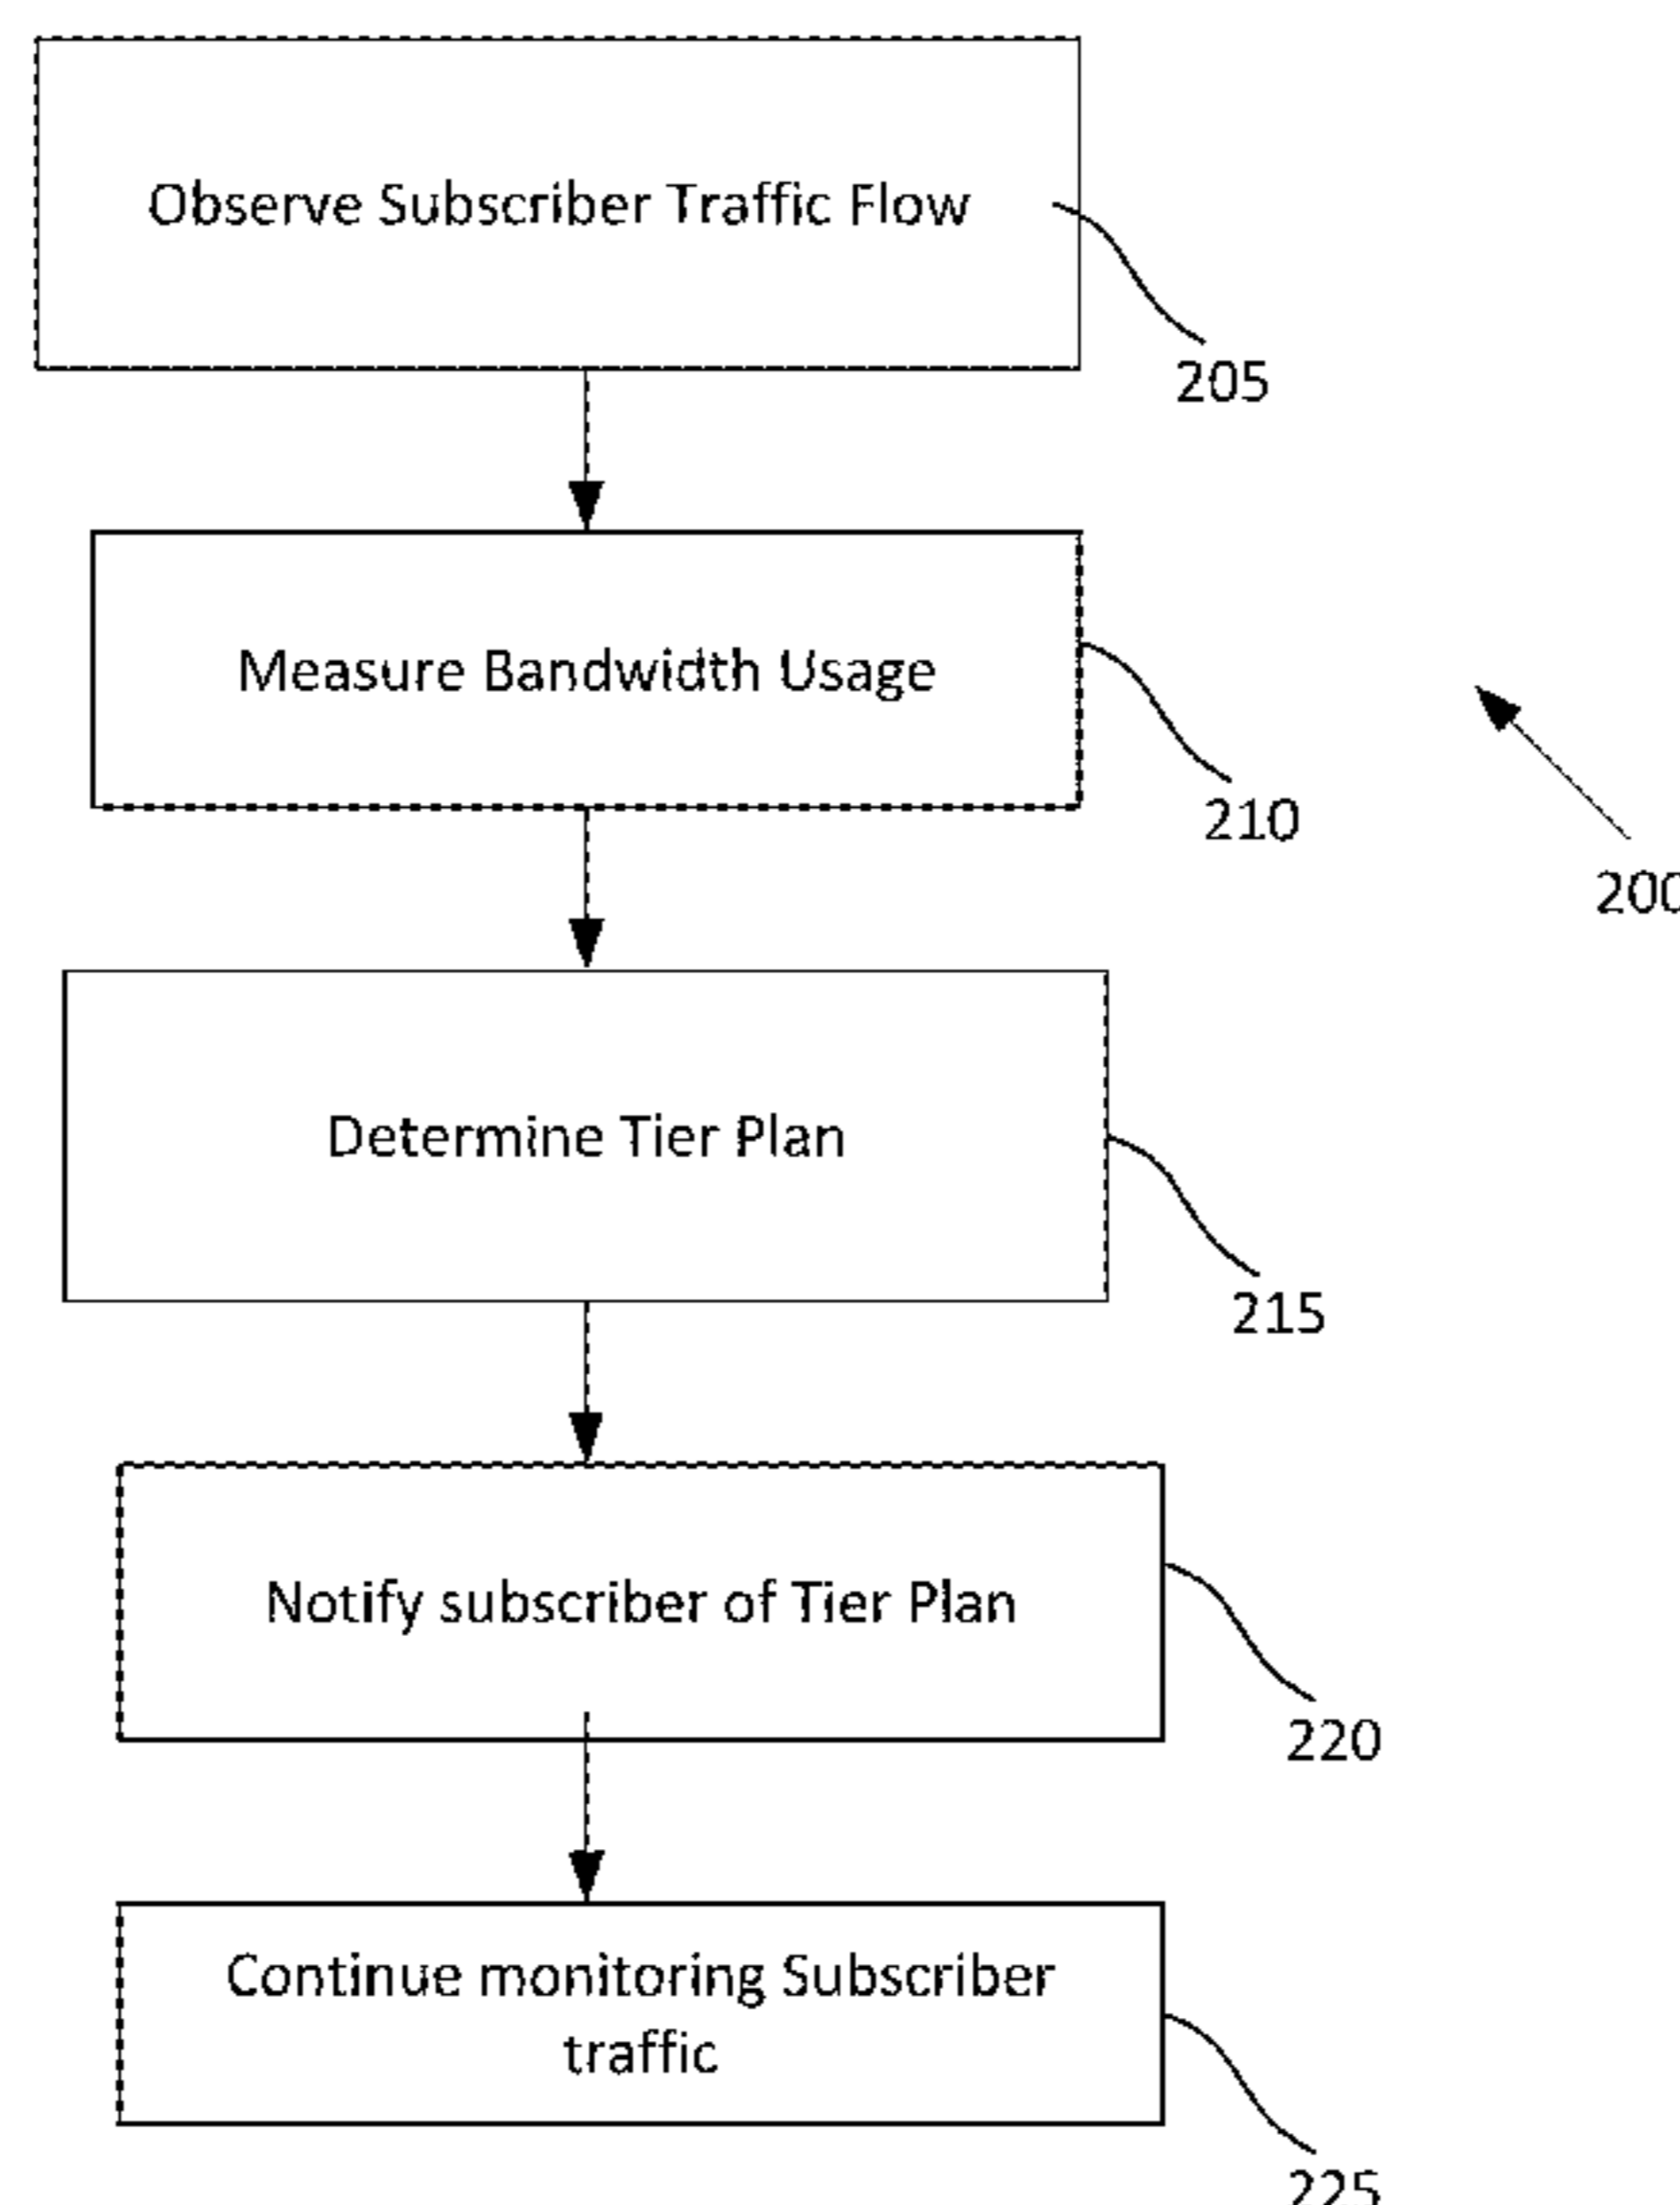 Observe Subscriber Traffic Flow
205
Measure Bandwidth Usage
210
200
Determine Tier Plan
215
Notify subscriber of Tier Plan
220
Continue monitoring Subscriber
traffic
225